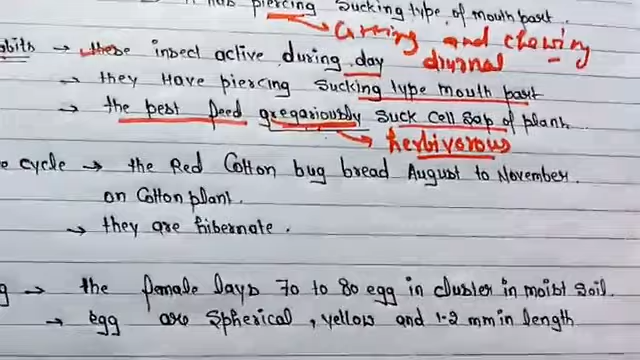 piercing sucking type of mouth part.
and chewing
abits → these insect active during day diurnal
→ they Have piercing sucking type mouth part
→ the pest feed gregariously suck cell sap of plant
→ herbivorous
e cycle → the Red Cotton bug bread August to November
on Cotton plant.
→ they are hibernate.
g → the female lays 70 to 80 egg in cluster in moist soil.
→ egg are spherical, yellow and 1-2 mm in length